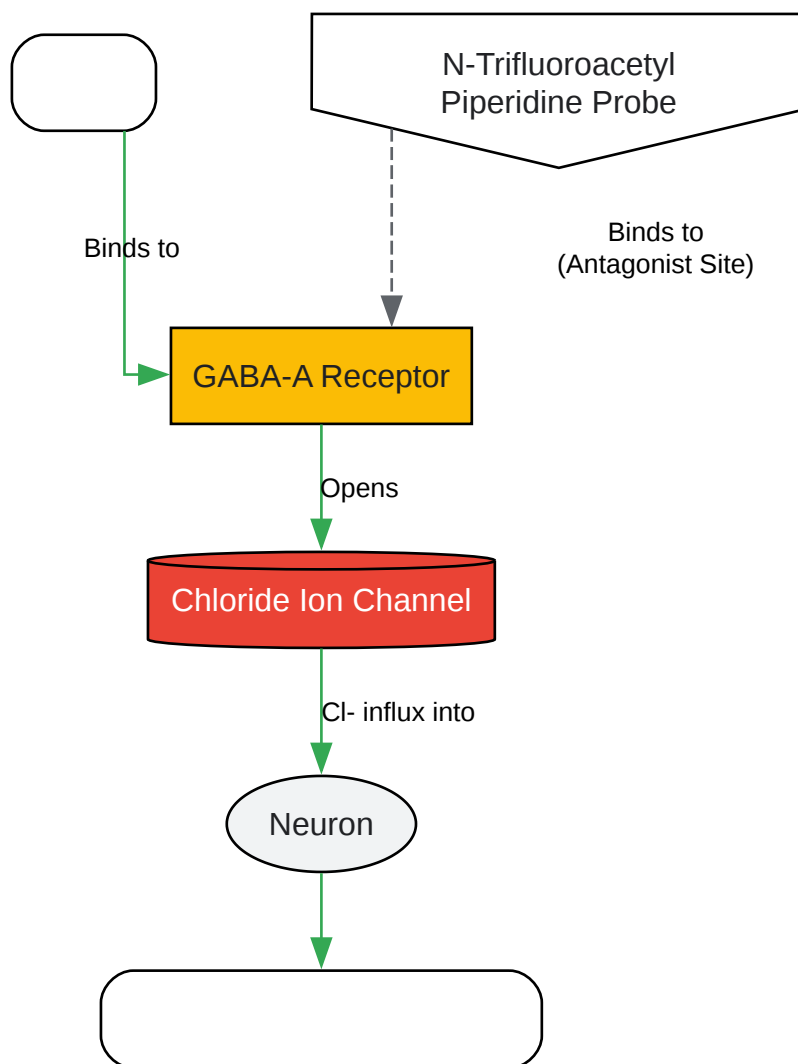 N-Trifluoroacetyl
Piperidine Probe
Binds to
Binds to
(Antagonist Site)
GABA-A Receptor
Opens
Chloride Ion Channel
Cl- influx into
Neuron